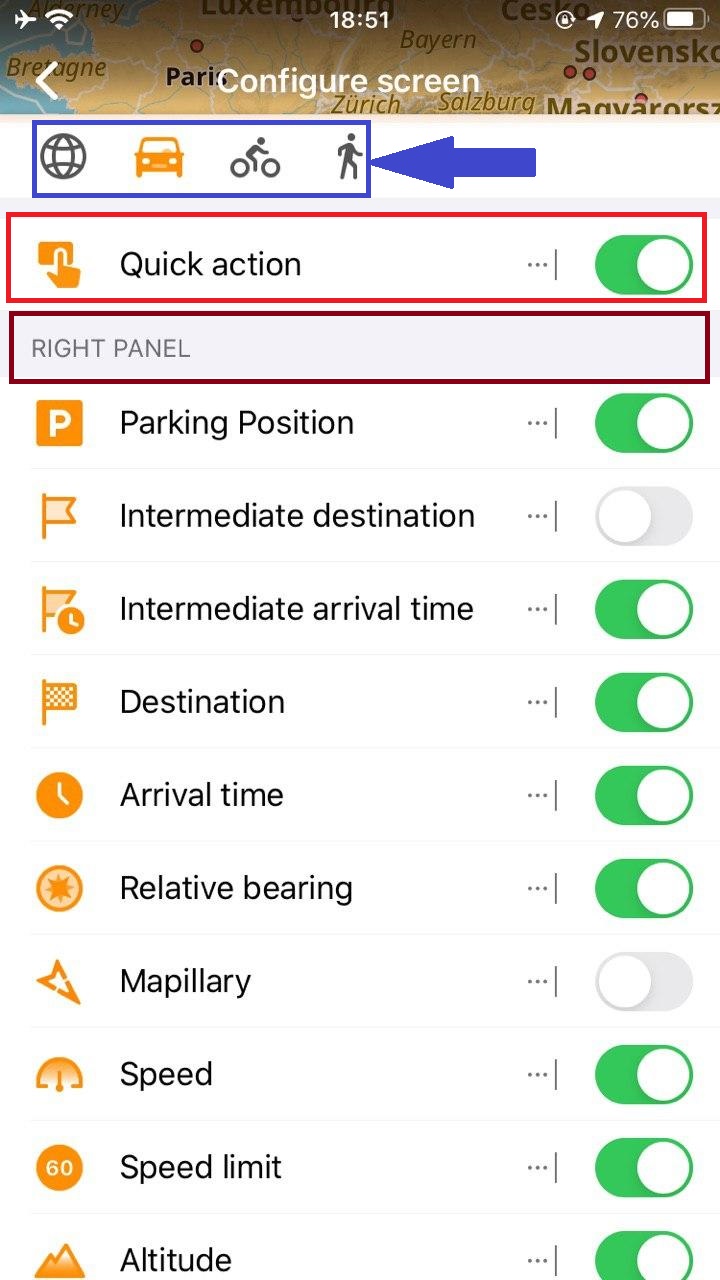 Alderney
Luxembourg
Česko
18:51
76%
Bayern
Slovensko
Bretagne
Paris
Configure screen
Zürich
Salzburg
Quick action
RIGHT PANEL
P
Parking Position
Intermediate destination
Intermediate arrival time
Destination
Arrival time
Relative bearing
Mapillary
Speed
60
Speed limit
Altitude